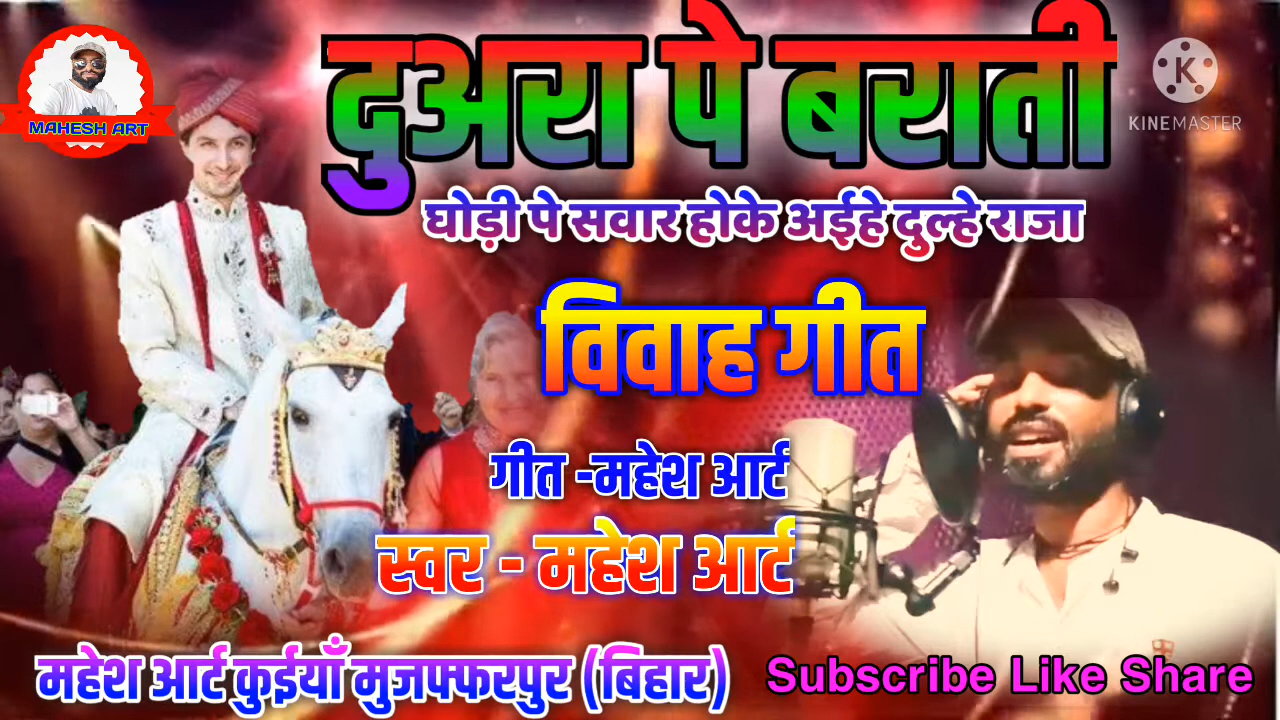 MAHESH ART
दुअरा पे बराती
K
KINEMASTER
घोड़ी पे सवार होके अईहे दुल्हे राजा
विवाह गीत
गीत -महेश आर्ट
स्वर - महेश आर्ट
महेश आर्ट कुईयाँ मुजफ्फरपुर (बिहार)
Subscribe Like Share